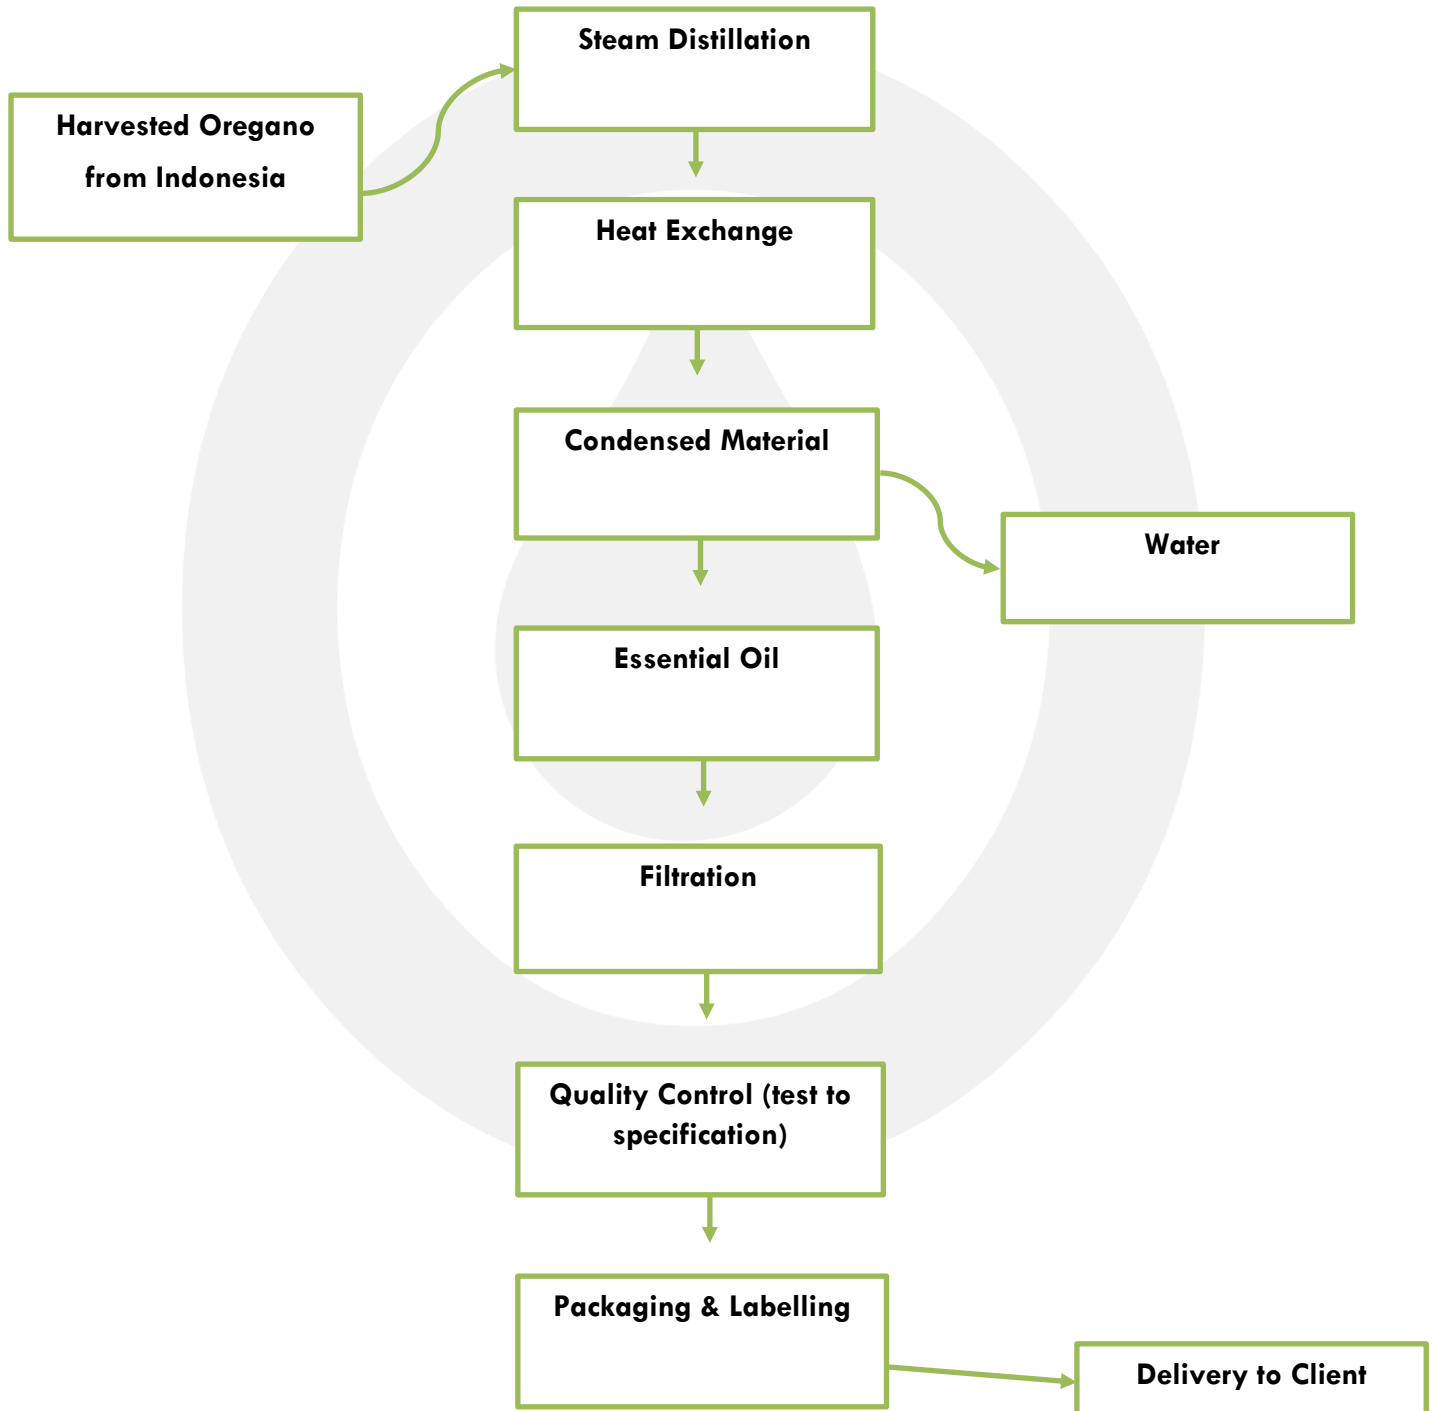 Steam Distillation
Harvested Oregano
from Indonesia
Heat Exchange
Condensed Material
Water
Essential Oil
Filtration
Quality Control (test to
specification)
Packaging & Labelling
Delivery to Client